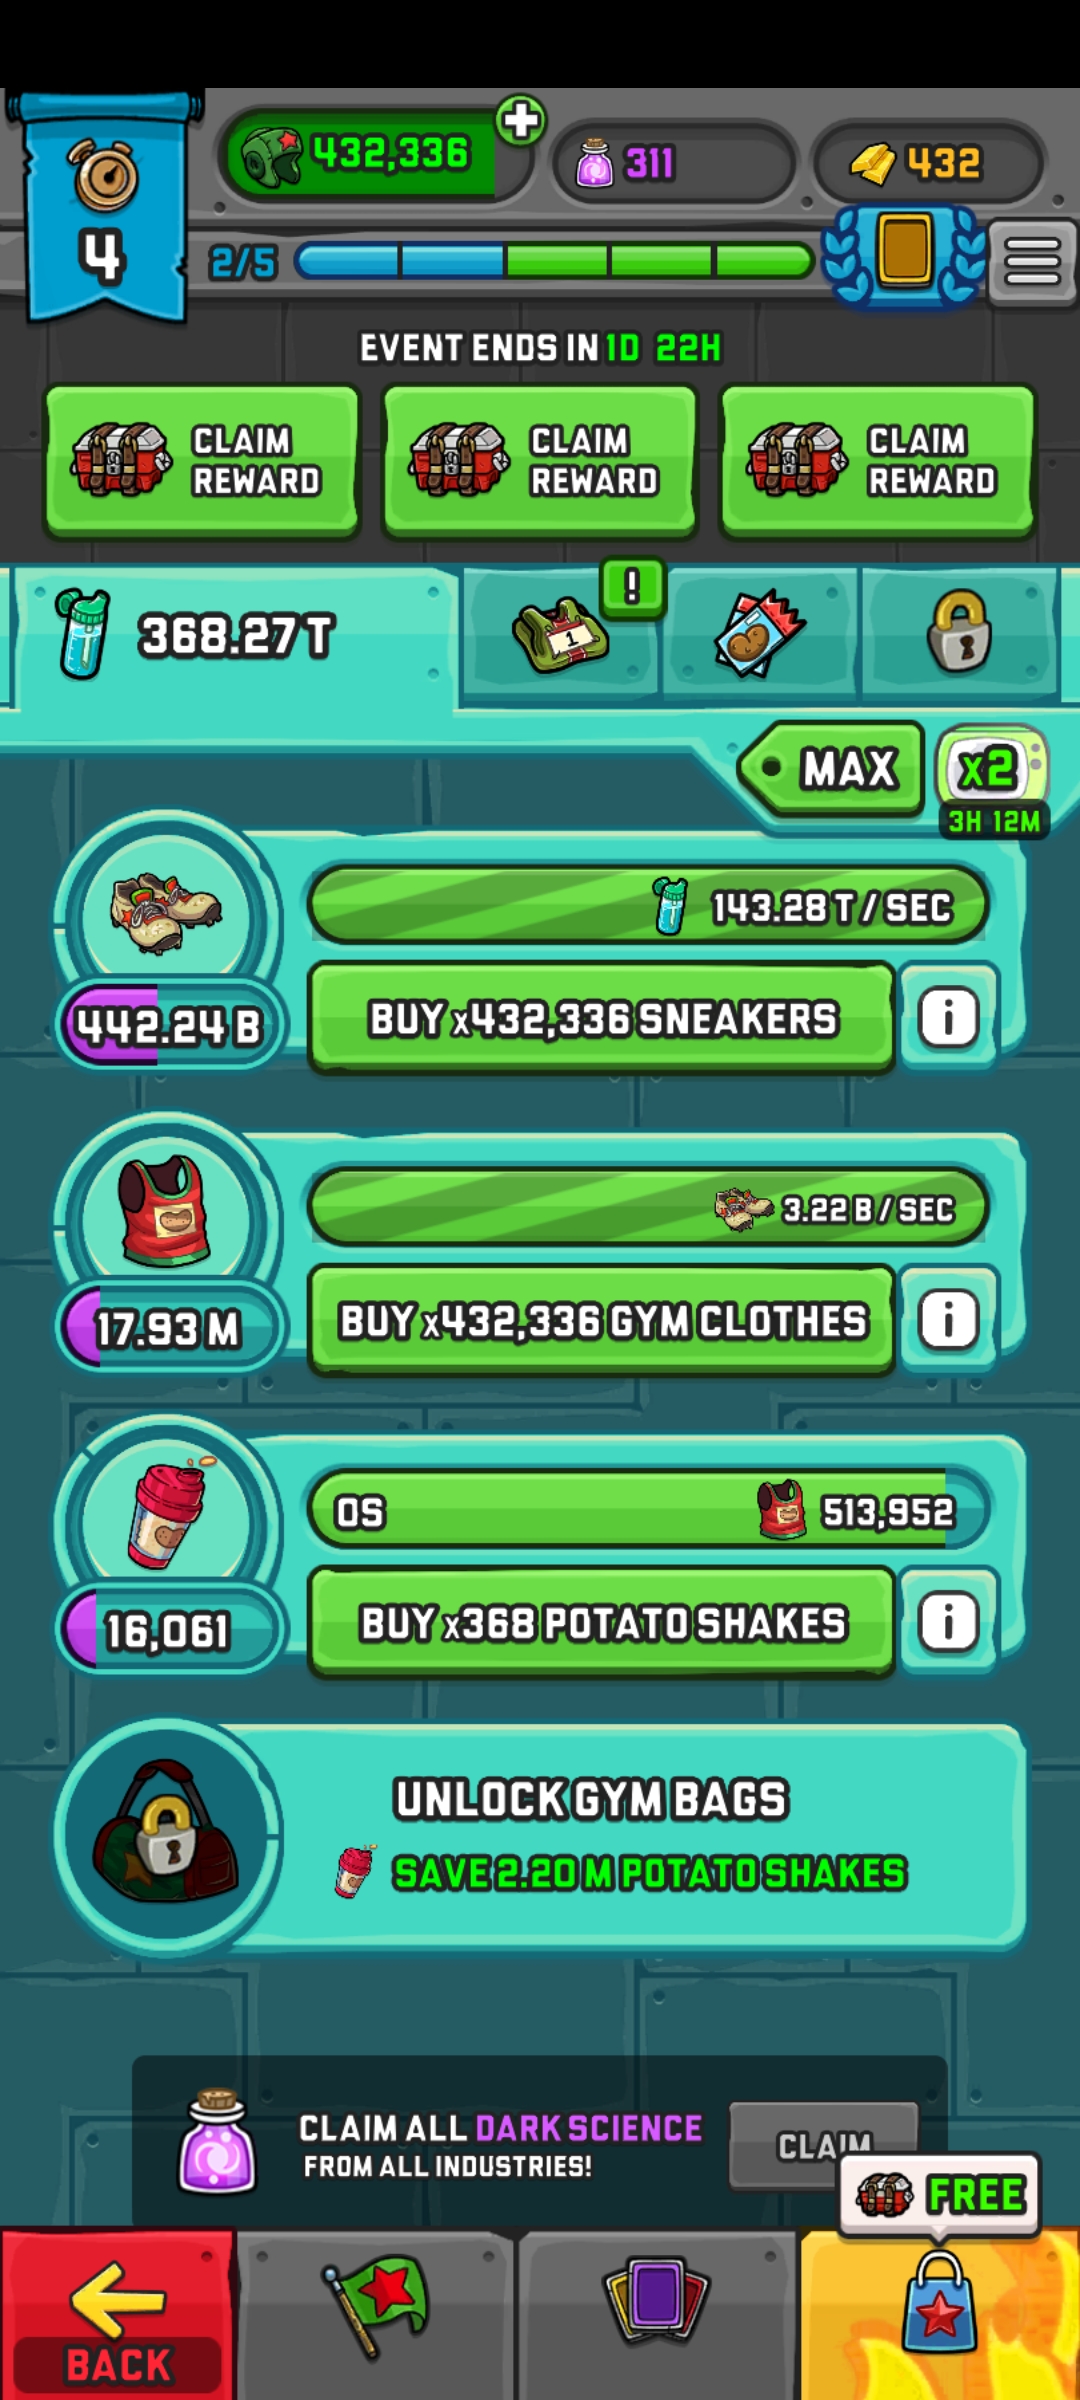 432,336
311
432
4
2/5
EVENT ENDS IN 1D 22H
CLAIM REWARD
CLAIM REWARD
CLAIM REWARD
368.27 T
!
1
MAX
x2
3H 12M
143.28 T / SEC
442.24 B
BUY x432,336 SNEAKERS
i
3.22 B / SEC
17.93 M
BUY x432,336 GYM CLOTHES
i
0S
513,952
16,061
BUY x368 POTATO SHAKES
i
UNLOCK GYM BAGS
SAVE 2.20 M POTATO SHAKES
CLAIM ALL DARK SCIENCE
FROM ALL INDUSTRIES!
CLAIM
FREE
BACK